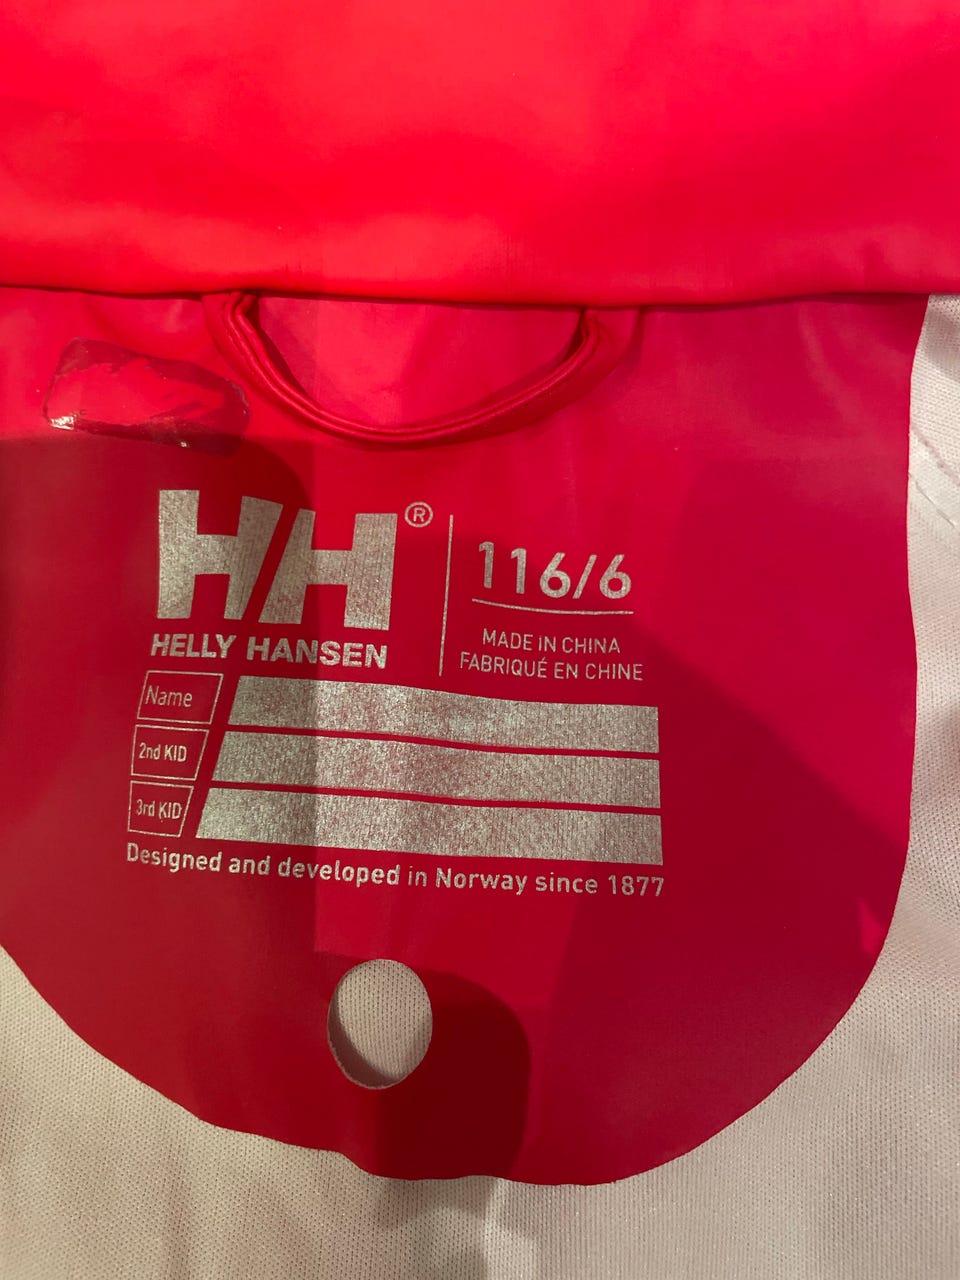 HH®
HELLY HANSEN
116/6
MADE IN CHINA
FABRIQUÉ EN CHINE
Name
2nd KID
3rd KID
Designed and developed in Norway since 1877